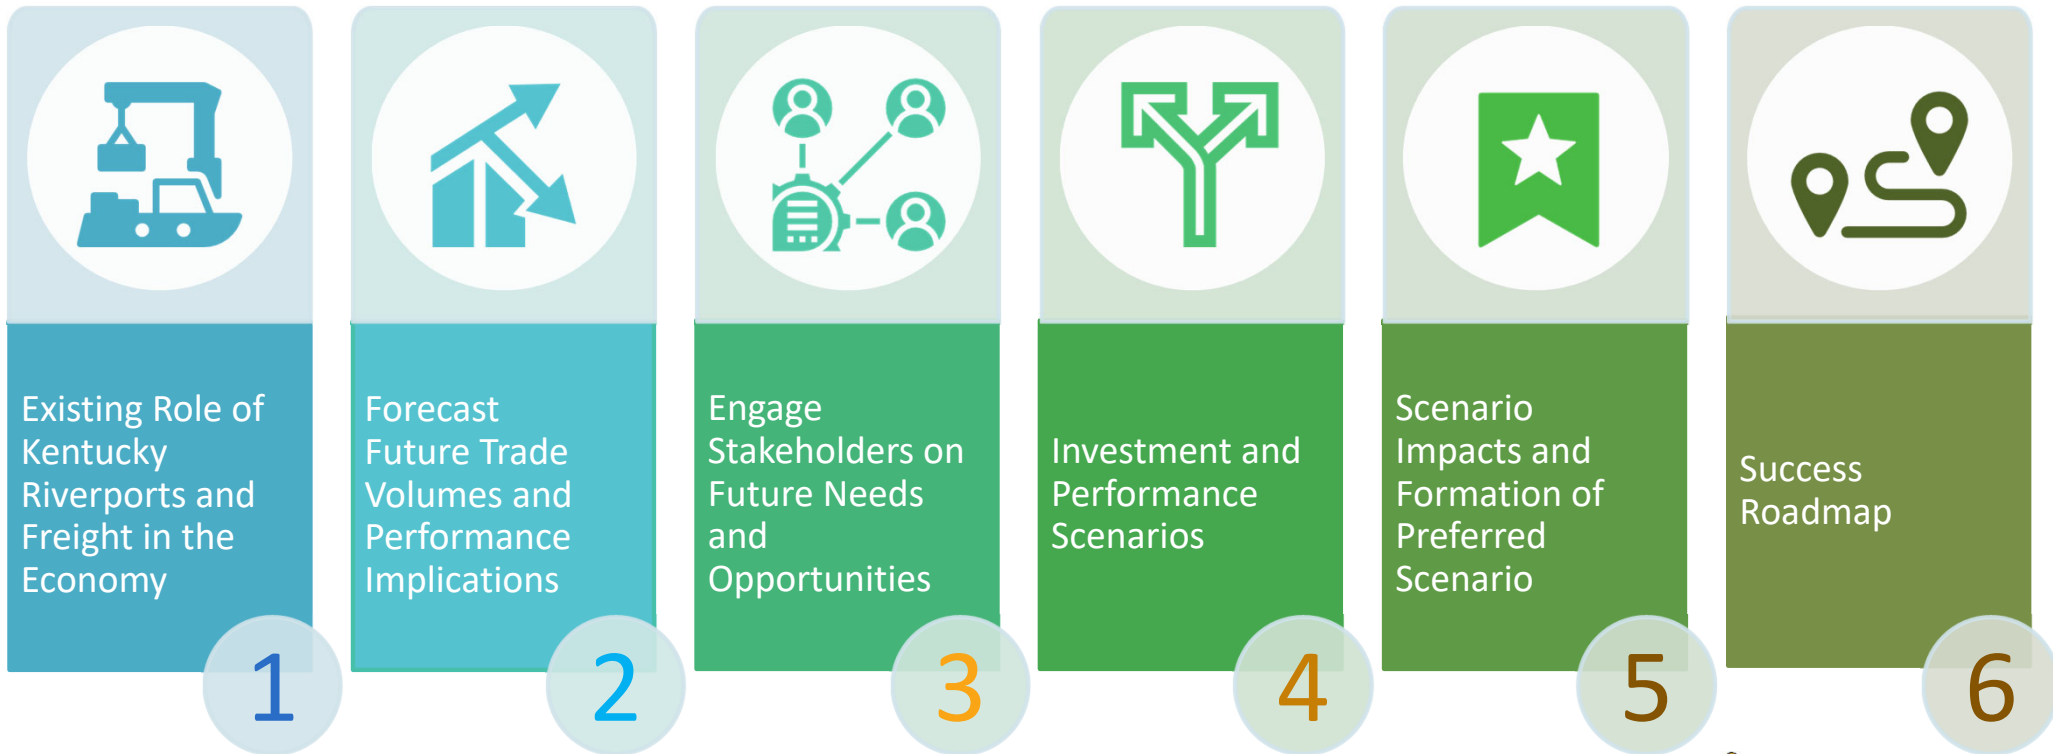 Existing Role of
Kentucky
Riverports and
Freight in the
Economy
1
Forecast
Future Trade
Volumes and
Performance
Implications
2
Engage
Stakeholders on
Future Needs
and
Opportunities
3
Investment and
Performance
Scenarios
4
Scenario
Impacts and
Formation of
Preferred
Scenario
5
Success
Roadmap
6